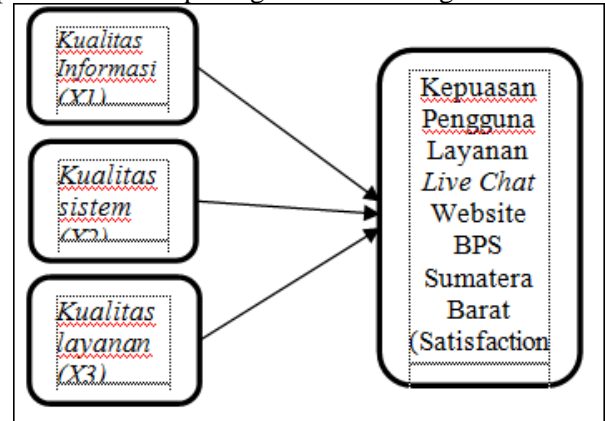 Kualitas
Informasi
(X1)
Kualitas
sistem
(X2)
Kualitas
layanan
(X3)
Kepuasan
Pengguna
Layanan
Live Chat
Website
BPS
Sumatera
Barat
(Satisfaction